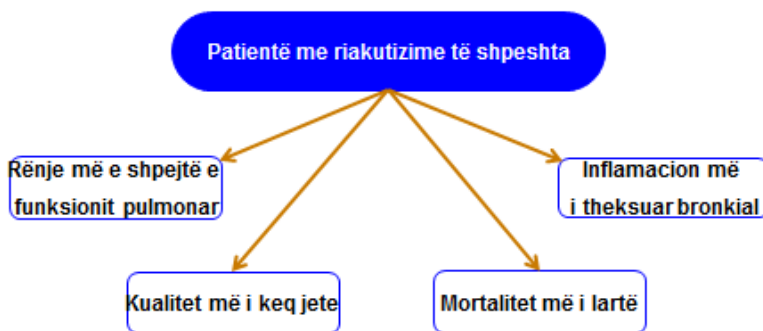 Patientë me riakutizime të shpeshta
Rënje më e shpejtë e
funksionit pulmonar
Inflamacion më
i theksuar bronkial
Kualitet më i keq jete
Mortalitet më i lartë